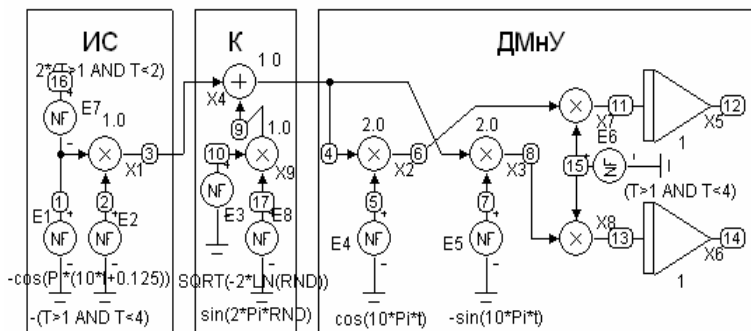 ИС
К
ДМнУ
2*(T>1 AND T<2)
16
E7
NF
1.0
X1
3
1
2
E1
E2
NF
NF
-cos(Pi*(10*t+0.125))
-(T>1 AND T<4)
1 0
X4
9
1.0
10
X9
17
NF
E3
E8
NF
SQRT(-2*LN(RND))
sin(2*Pi*RND)
4
2.0
X2
6
5
E4
NF
cos(10*Pi*t)
2.0
X3
8
7
E5
NF
-sin(10*Pi*t)
X7
11
E6
15
NF
(T>1 AND T<4)
X8
13
1
X5
12
1
X6
14